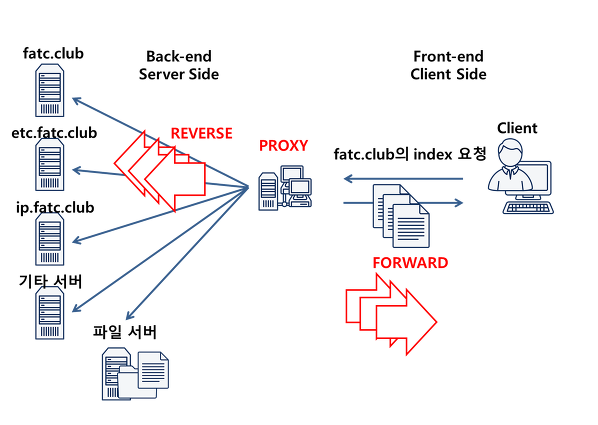 fatc.club
Back-end
Server Side
Front-end
Client Side
etc.fatc.club
REVERSE
PROXY
Client
fatc.club의 index 요청
ip.fatc.club
FORWARD
기타 서버
파일 서버